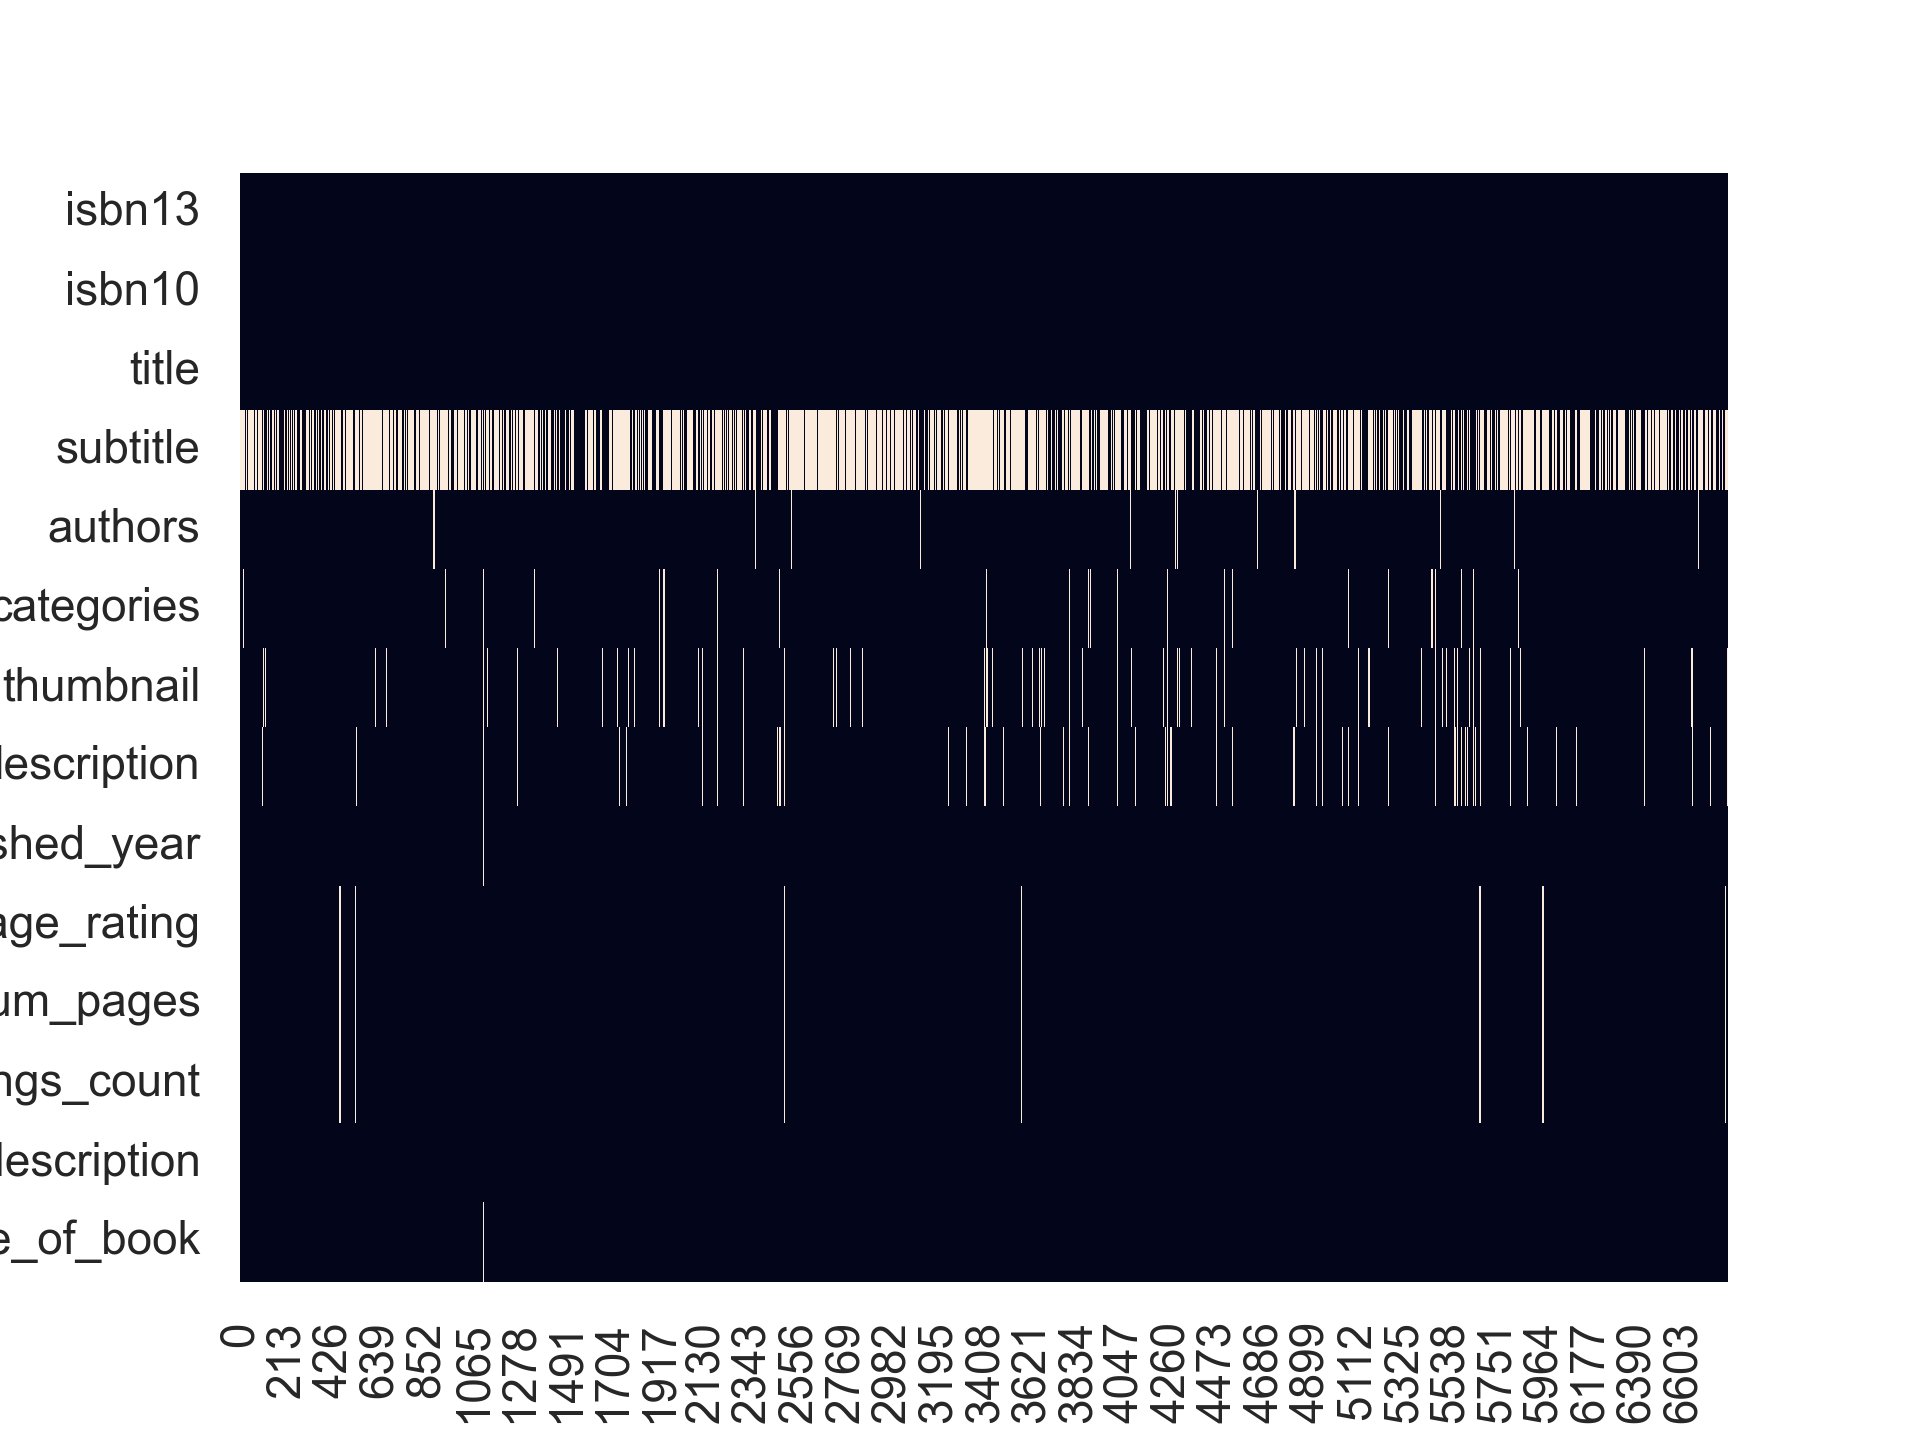 isbn13
isbn10
title
subtitle
authors
categories
thumbnail
lescription
shed_year
age_rating
um_pages
ngs_count
lescription
e_of_book
0
213
426
639
852
1065
1278
1491
1704
1917
2130
2343
2556
2769
2982
3195
3408
3621
3834
4047
4260
4473
4686
4899
5112
5325
5538
5751
5964
6177
6390
6603